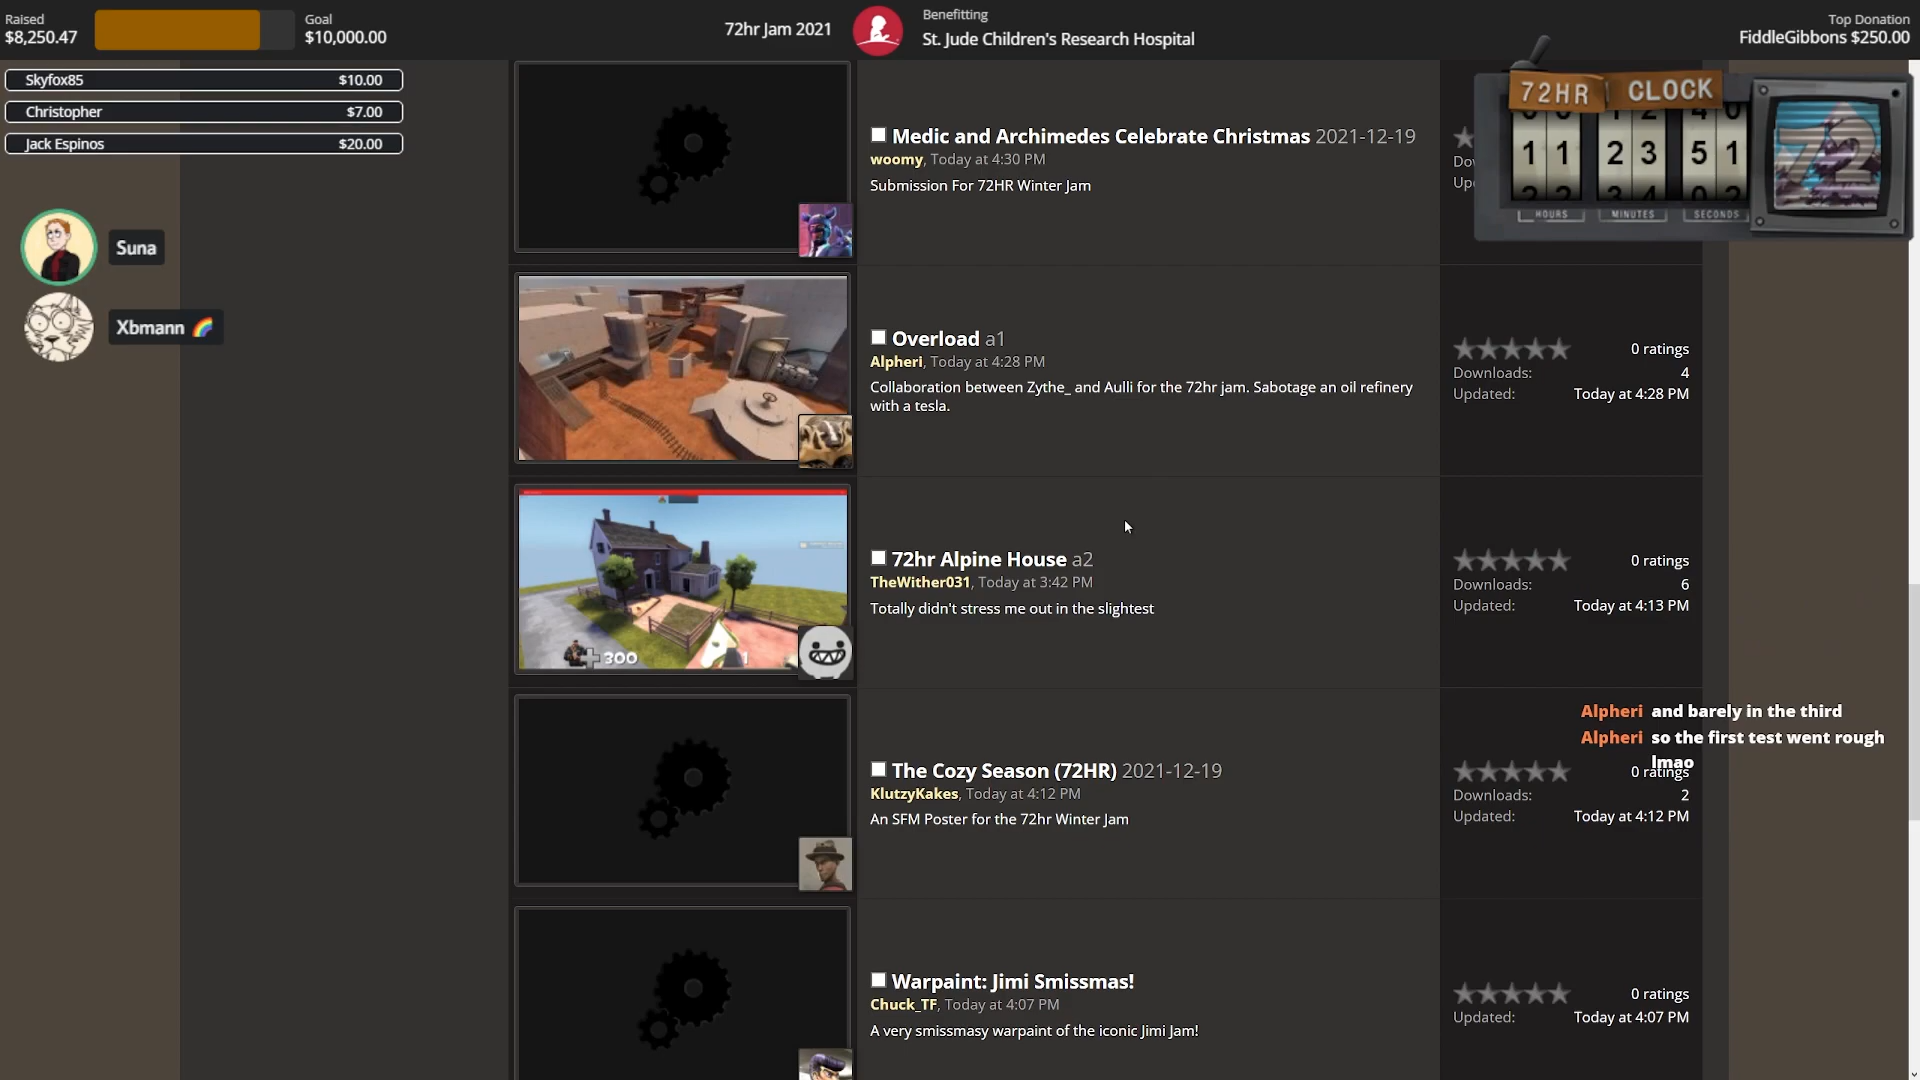 Raised
$8,250.47
Goal
$10,000.00
72hr Jam 2021
Benefitting
St. Jude Children's Research Hospital
Top Donation
FiddleGibbons $250.00
Skyfox85 $10.00
Christopher $7.00
Jack Espinos $20.00
Suna
Xbmann
72HR CLOCK
11 23 51
HOURS MINUTES SECONDS
72
Medic and Archimedes Celebrate Christmas 2021-12-19
woomy, Today at 4:30 PM
Submission For 72HR Winter Jam
Overload a1
Alpheri, Today at 4:28 PM
Collaboration between Zythe_ and Aulli for the 72hr jam. Sabotage an oil refinery
with a tesla.
0 ratings
Downloads: 4
Updated: Today at 4:28 PM
300
1
72hr Alpine House a2
TheWither031, Today at 3:42 PM
Totally didn't stress me out in the slightest
0 ratings
Downloads: 6
Updated: Today at 4:13 PM
Alpheri and barely in the third
Alpheri so the first test went rough
lmao
The Cozy Season (72HR) 2021-12-19
KlutzyKakes, Today at 4:12 PM
An SFM Poster for the 72hr Winter Jam
0 ratings
Downloads: 2
Updated: Today at 4:12 PM
Warpaint: Jimi Smissmas!
Chuck_TF, Today at 4:07 PM
A very smissmasy warpaint of the iconic Jimi Jam!
0 ratings
Updated: Today at 4:07 PM